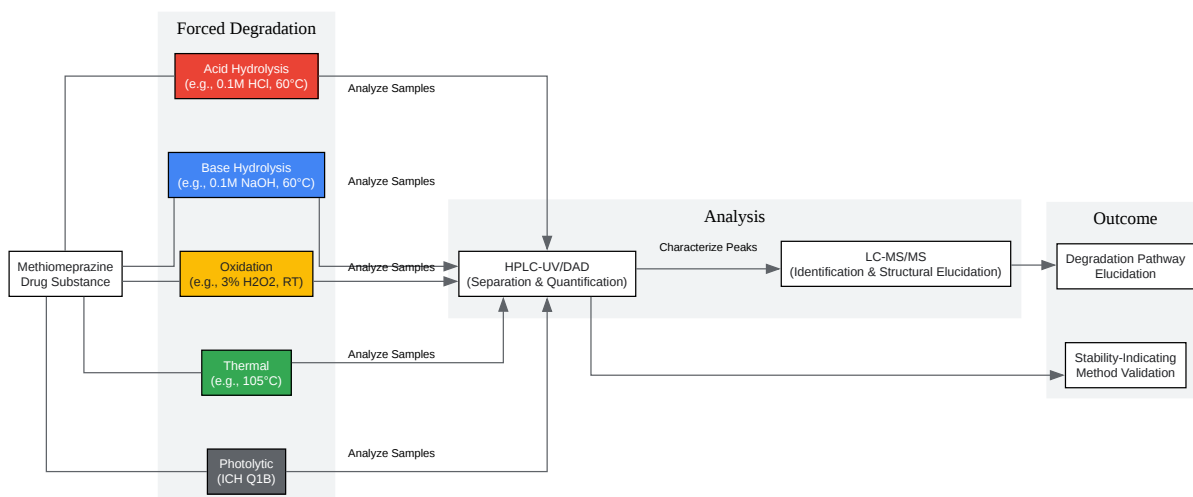 Forced Degradation
Acid Hydrolysis
(e.g., 0.1M HCl, 60°C)
Analyze Samples
Base Hydrolysis
(e.g., 0.1M NaOH, 60°C)
Analyze Samples
Analysis
Outcome
Methiomeprazine
Drug Substance
Oxidation
(e.g., 3% H2O2, RT)
Analyze Samples
HPLC-UV/DAD
(Separation & Quantification)
Characterize Peaks
LC-MS/MS
(Identification & Structural Elucidation)
Degradation Pathway
Elucidation
Thermal
(e.g., 105°C)
Analyze Samples
Stability-Indicating
Method Validation
Photolytic
(ICH Q1B)
Analyze Samples